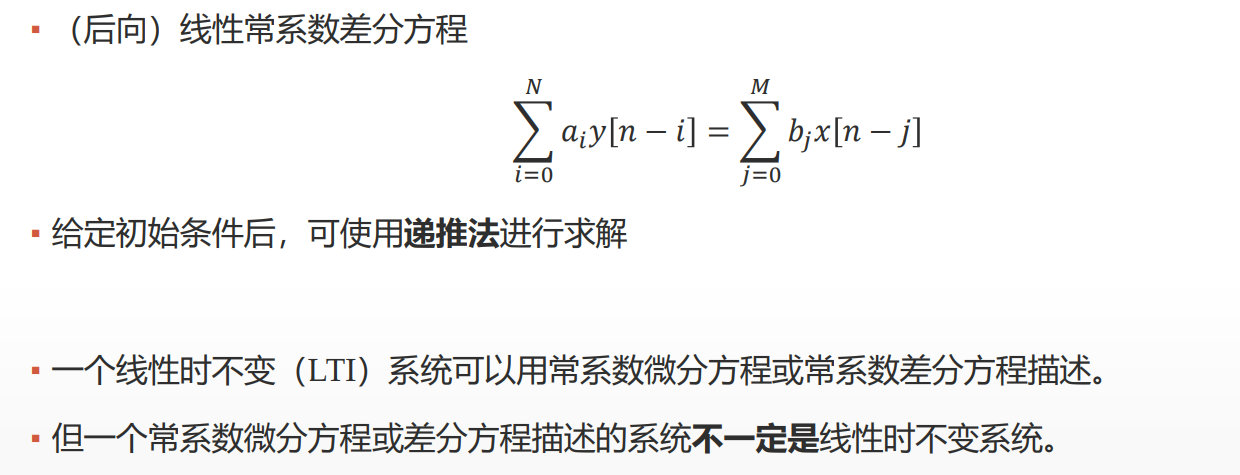 ▪ （后向）线性常系数差分方程
\sum_{i=0}^{N} a_i y[n − i] = \sum_{j=0}^{M} b_j x[n − j]
▪ 给定初始条件后，可使用递推法进行求解
▪ 一个线性时不变（LTI）系统可以用常系数微分方程或常系数差分方程描述。
▪ 但一个常系数微分方程或差分方程描述的系统不一定是线性时不变系统。